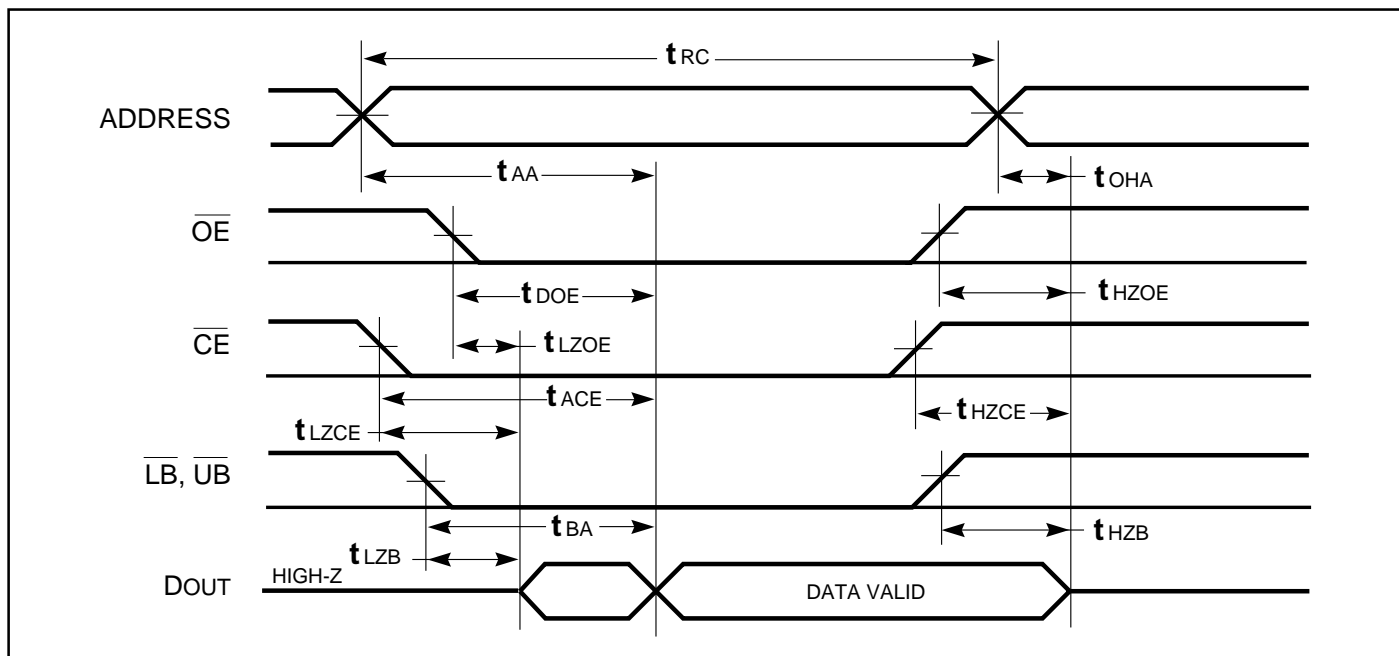 tRC
ADDRESS
tAA
tOHA
OE
tDOE
tHZOE
CE
tLZOE
tACE
tHZCE
tLZCE
LB, UB
tBA
tHZB
tLZB
DOUT
HIGH-Z
DATA VALID